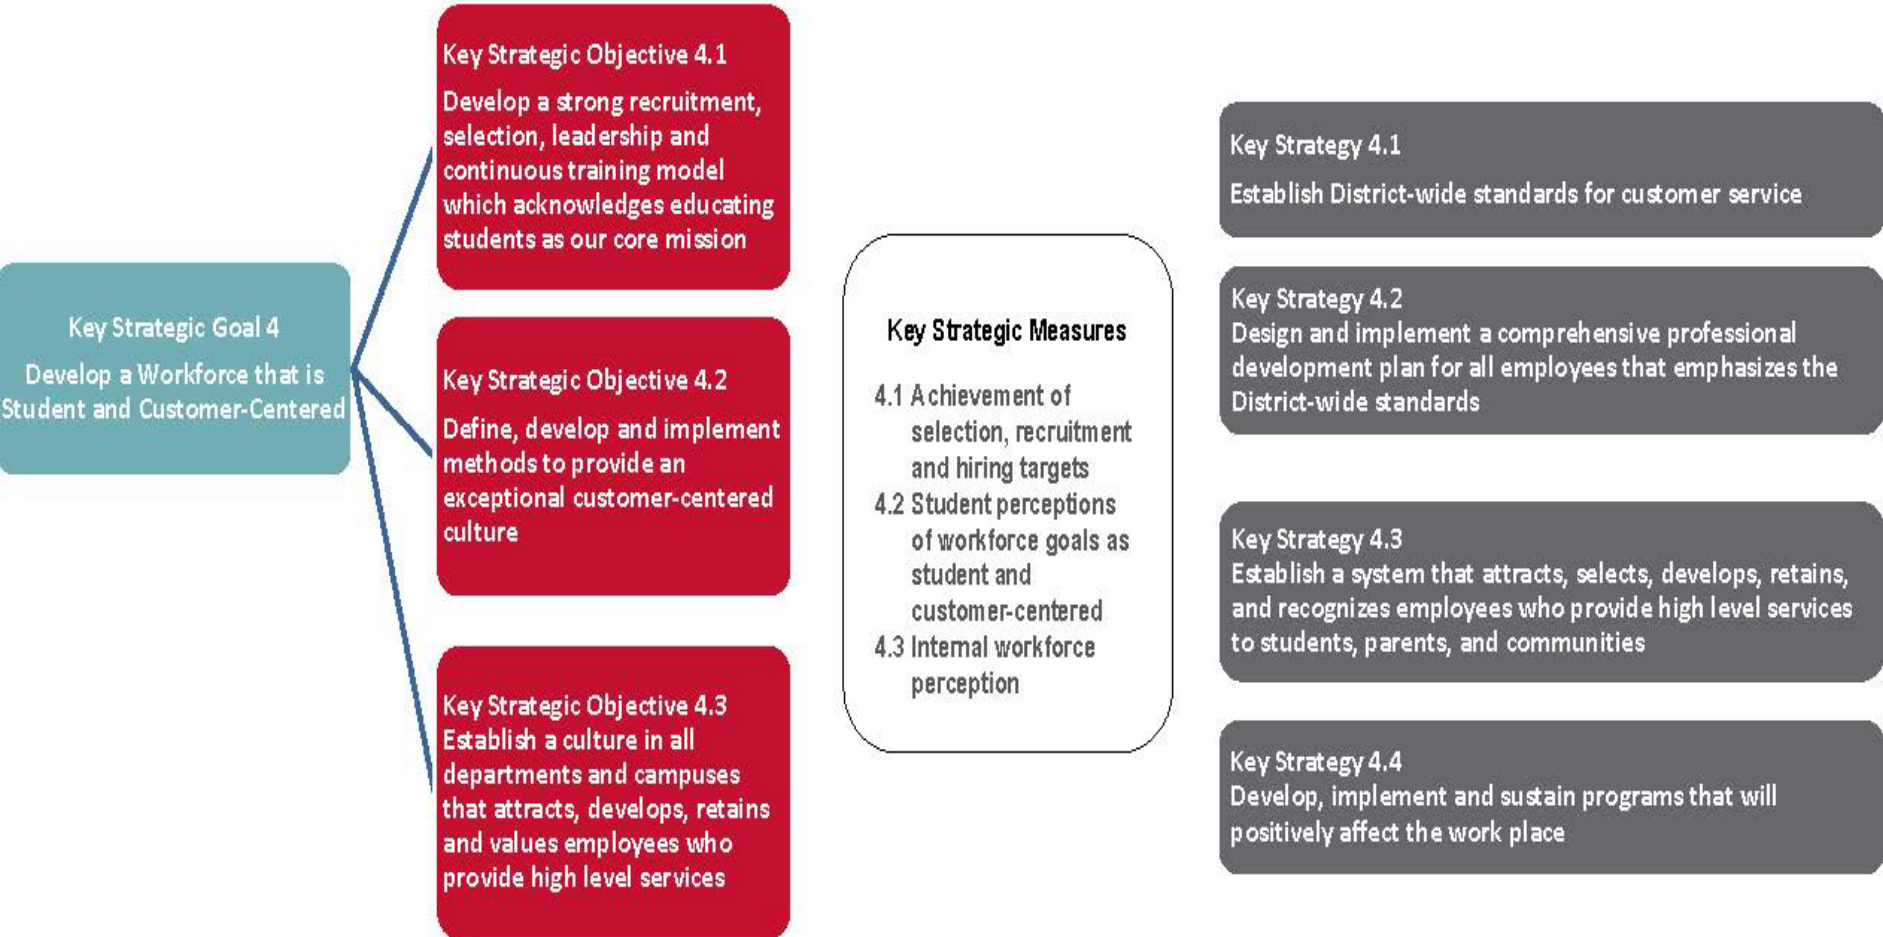 Key Strategic Goal 4
Develop a Workforce that is
Student and Customer-Centered
Key Strategic Objective 4.1
Develop a strong recruitment,
selection, leadership and
continuous training model
which acknowledges educating
students as our core mission
Key Strategic Objective 4.2
Define, develop and implement
methods to provide an
exceptional customer-centered
culture
Key Strategic Objective 4.3
Establish a culture in all
departments and campuses
that attracts, develops, retains
and values employees who
provide high level services
Key Strategic Measures
4.1 Achievement of
selection, recruitment
and hiring targets
4.2 Student perceptions
of workforce goals as
student and
customer-centered
4.3 Internal workforce
perception
Key Strategy 4.1
Establish District-wide standards for customer service
Key Strategy 4.2
Design and implement a comprehensive professional
development plan for all employees that emphasizes the
District-wide standards
Key Strategy 4.3
Establish a system that attracts, selects, develops, retains,
and recognizes employees who provide high level services
to students, parents, and communities
Key Strategy 4.4
Develop, implement and sustain programs that will
positively affect the work place